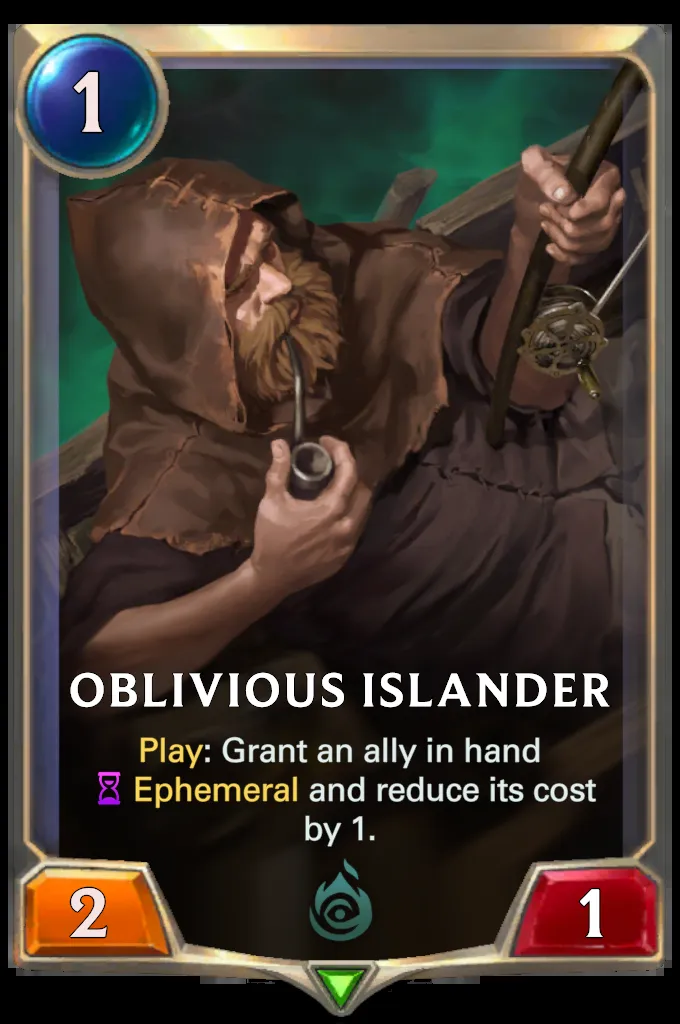 1
OBLIVIOUS ISLANDER
Play: Grant an ally in hand
Ephemeral and reduce its cost
by 1.
2
1